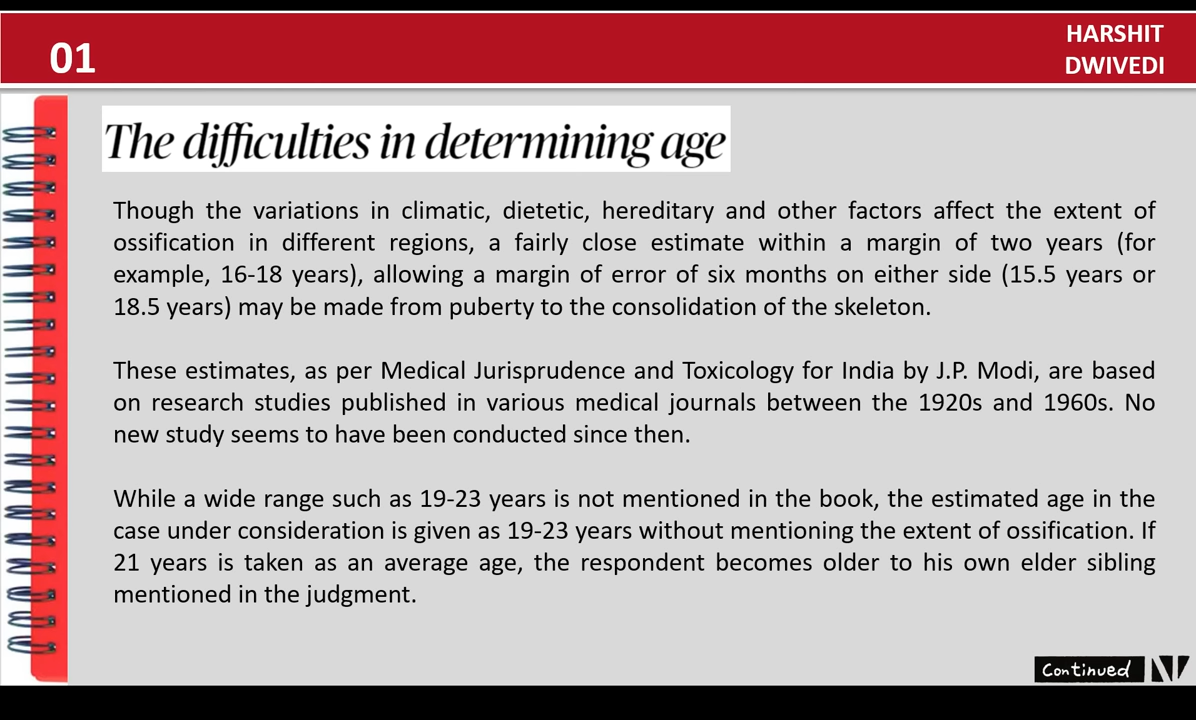 01
HARSHIT
DWIVEDI
The difficulties in determining age
Though the variations in climatic, dietetic, hereditary and other factors affect the extent of
ossification in different regions, a fairly close estimate within a margin of two years (for
example, 16-18 years), allowing a margin of error of six months on either side (15.5 years or
18.5 years) may be made from puberty to the consolidation of the skeleton.
These estimates, as per Medical Jurisprudence and Toxicology for India by J.P. Modi, are based
on research studies published in various medical journals between the 1920s and 1960s. No
new study seems to have been conducted since then.
While a wide range such as 19-23 years is not mentioned in the book, the estimated age in the
case under consideration is given as 19-23 years without mentioning the extent of ossification. If
21 years is taken as an average age, the respondent becomes older to his own elder sibling
mentioned in the judgment.
Continued